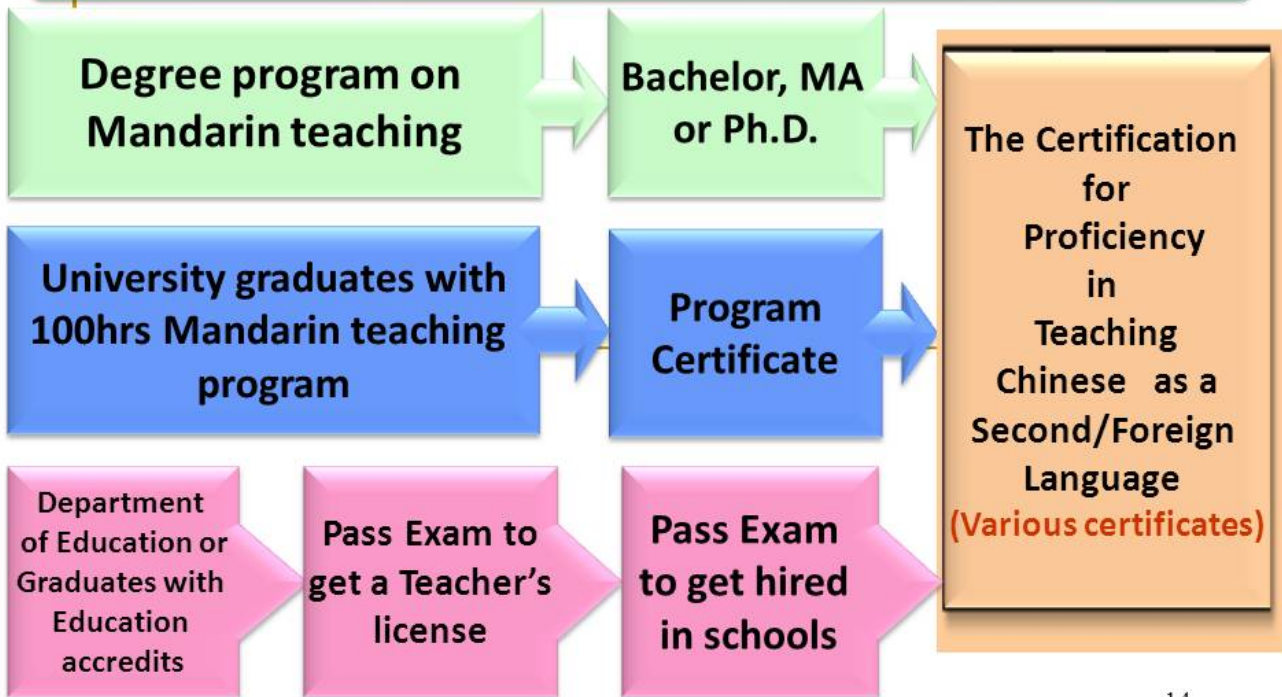 Degree program on
Mandarin teaching
Bachelor, MA
or Ph.D.
University graduates with
100hrs Mandarin teaching
program
Program
Certificate
Department
of Education or
Graduates with
Education
accredits
Pass Exam to
get a Teacher's
license
Pass Exam
to get hired
in schools
The Certification
for
Proficiency
in
Teaching
Chinese as a
Second/Foreign
Language
(Various certificates)